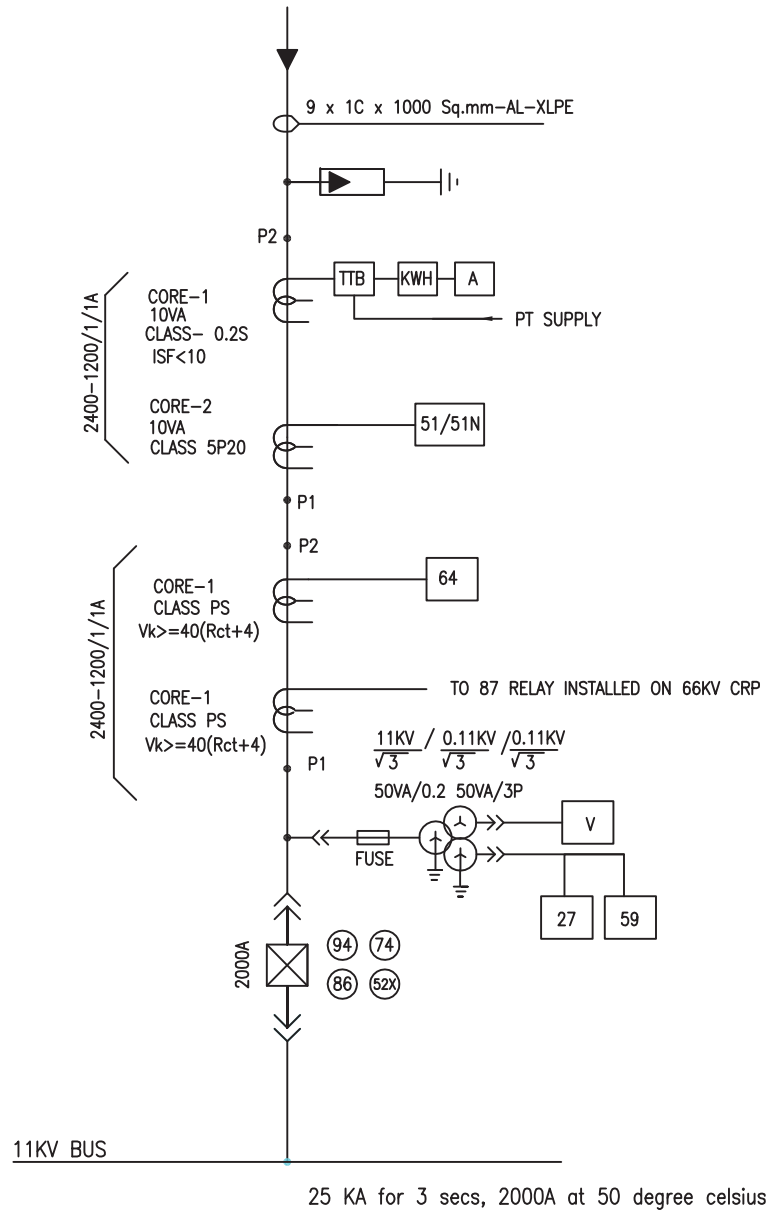 9 x 1C x 1000 Sq.mm-AL-XLPE
P2
2400-1200/1/1A
CORE-1
10VA
CLASS- 0.2S
ISF<10
TTB
KWH
A
PT SUPPLY
CORE-2
10VA
CLASS 5P20
51/51N
P1
P2
2400-1200/1/1A
CORE-1
CLASS PS
Vk>=40(Rct+4)
64
CORE-1
CLASS PS
Vk>=40(Rct+4)
TO 87 RELAY INSTALLED ON 66KV CRP
P1
11KV/√3 / 0.11KV/√3 / 0.11KV/√3
50VA/0.2 50VA/3P
FUSE
V
27
59
2000A
94
74
86
52X
11KV BUS
25 KA for 3 secs, 2000A at 50 degree celsius